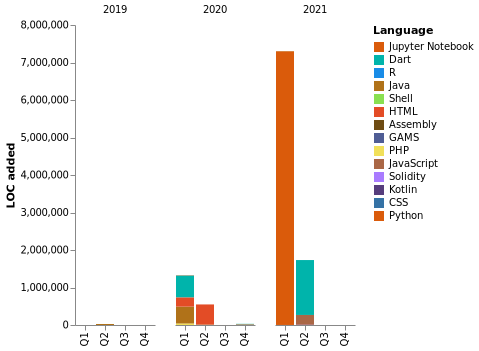 2019 2020 2021
LOC added
8,000,000
7,000,000
6,000,000
5,000,000
4,000,000
3,000,000
2,000,000
1,000,000
0
Q1 Q2 Q3 Q4 Q1 Q2 Q3 Q4 Q1 Q2 Q3 Q4
Language
Jupyter Notebook
Dart
R
Java
Shell
HTML
Assembly
GAMS
PHP
JavaScript
Solidity
Kotlin
CSS
Python